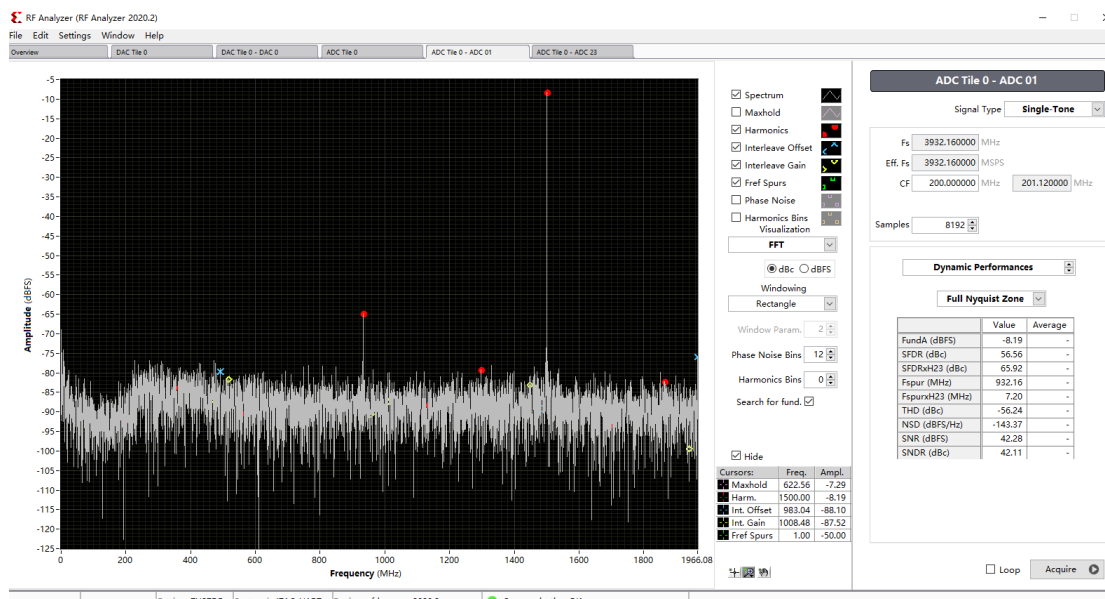 RF Analyzer (RF Analyzer 2020.2)
File Edit Settings Window Help
Overview DAC Tile 0 DAC Tile 0 - DAC 0 ADC Tile 0 ADC Tile 0 - ADC 01 ADC Tile 0 - ADC 23
Amplitude (dBFS)
-5
-10
-15
-20
-25
-30
-35
-40
-45
-50
-55
-60
-65
-70
-75
-80
-85
-90
-95
-100
-105
-110
-115
-120
-125
0 200 400 600 800 1000 1200 1400 1600 1800 1966.08
Frequency (MHz)
Spectrum
Maxhold
Harmonics
Interleave Offset
Interleave Gain
Fref Spurs
Phase Noise
Harmonics Bins
Visualization
FFT
dBc dBFS
Windowing
Rectangle
Window Param. 2
Phase Noise Bins 12
Harmonics Bins 0
Search for fund.
Hide
Cursors: Freq. Ampl.
Maxhold 622.56 -7.29
Harm. 1500.00 -8.19
Int. Offset 983.04 -88.10
Int. Gain 1008.48 -87.52
Fref Spurs 1.00 -50.00
ADC Tile 0 - ADC 01
Signal Type Single-Tone
Fs 3932.160000 MHz
Eff. Fs 3932.160000 MSPS
CF 200.000000 MHz 201.120000 MHz
Samples 8192
Dynamic Performances
Full Nyquist Zone
Value Average
FundA (dBFS) -8.19 -
SFDR (dBc) 56.56 -
SFDRxH23 (dBc) 65.92 -
Fspur (MHz) 932.16 -
FspurxH23 (MHz) 7.20 -
THD (dBc) -56.24 -
NSD (dBFS/Hz) -143.37 -
SNR (dBFS) 42.28 -
SNDR (dBc) 42.11 -
Loop Acquire